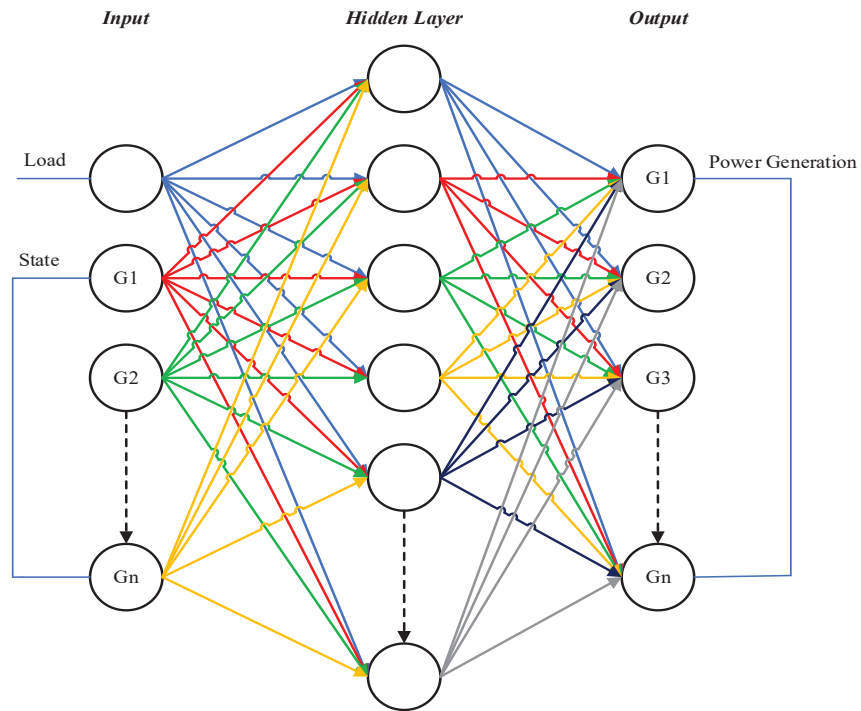 Input
Hidden Layer
Output
Load
Power Generation
G1
State
G1
G2
G2
G3
Gn
Gn